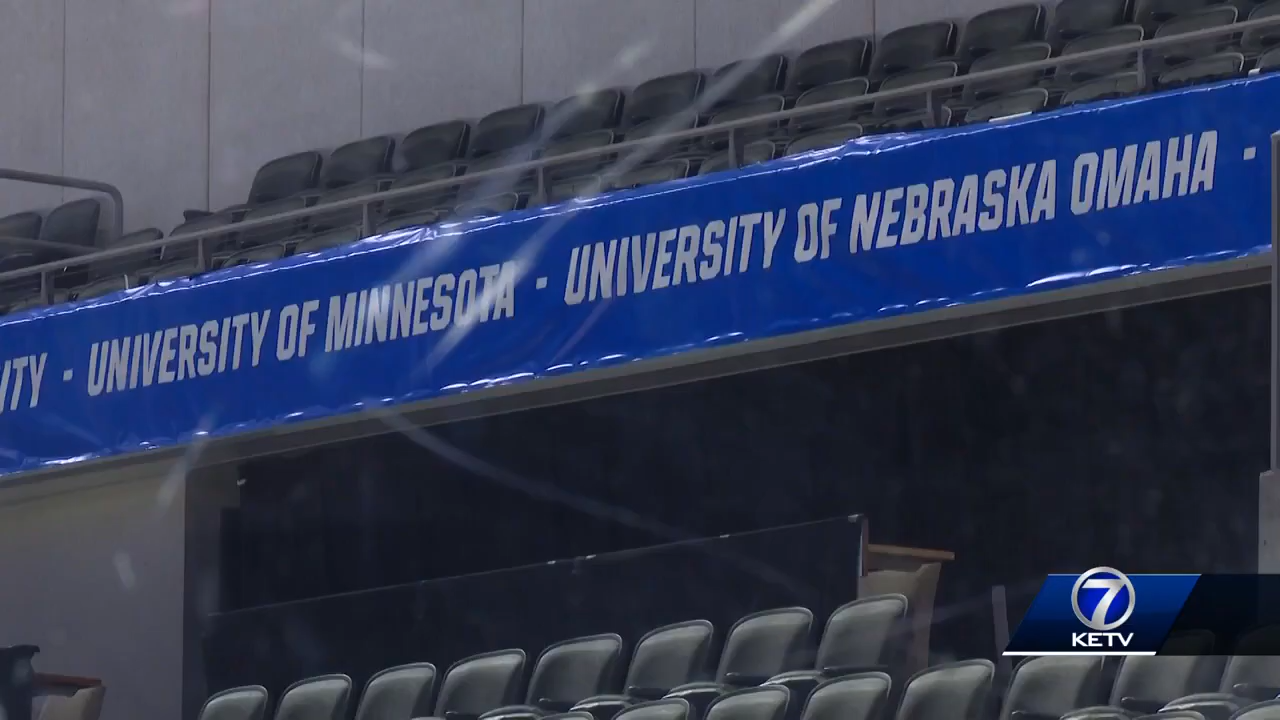 ITY - UNIVERSITY OF MINNESOTA - UNIVERSITY OF NEBRASKA OMAHA -
7
KETV